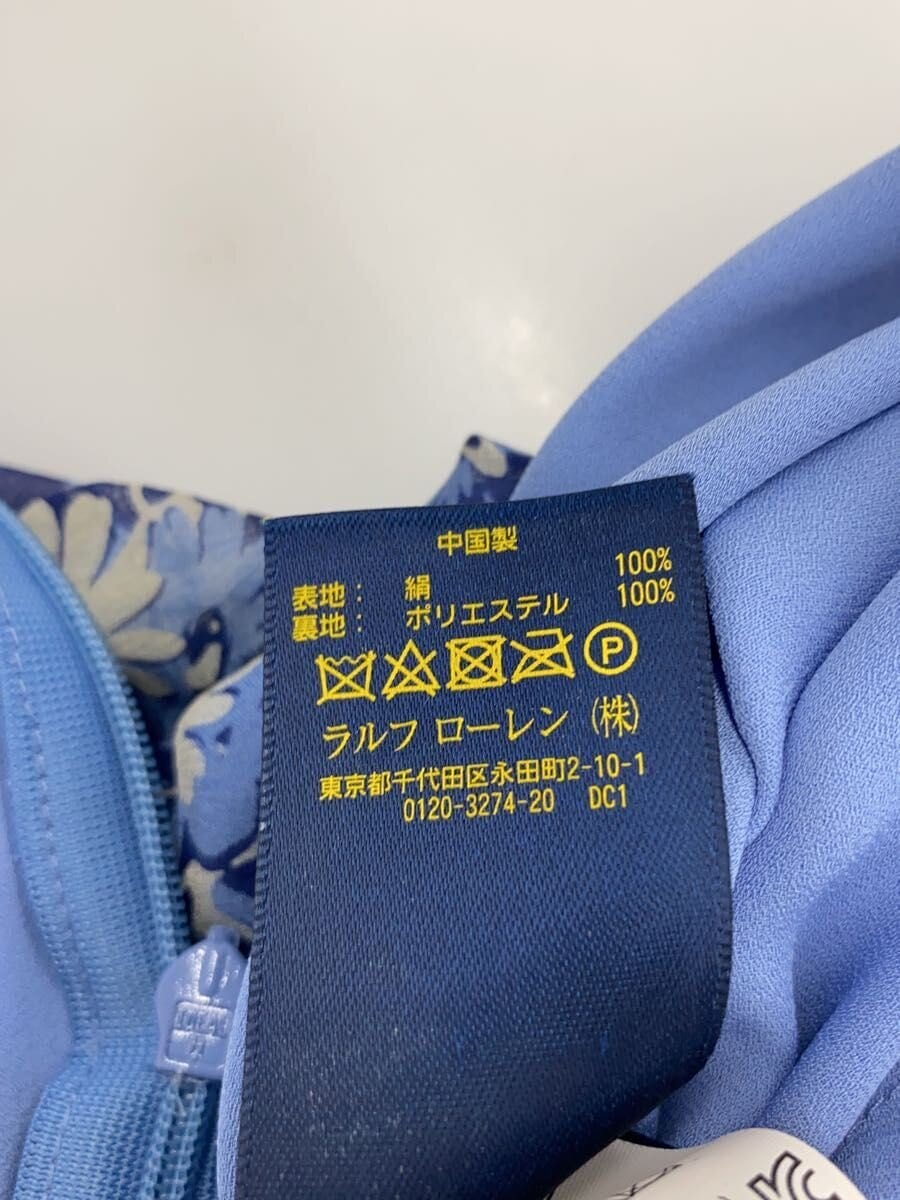 中国製
表地： 絹 100%
裏地： ポリエステル 100%
ラルフ ローレン（株）
東京都千代田区永田町2-10-1
0120-3274-20 DC1